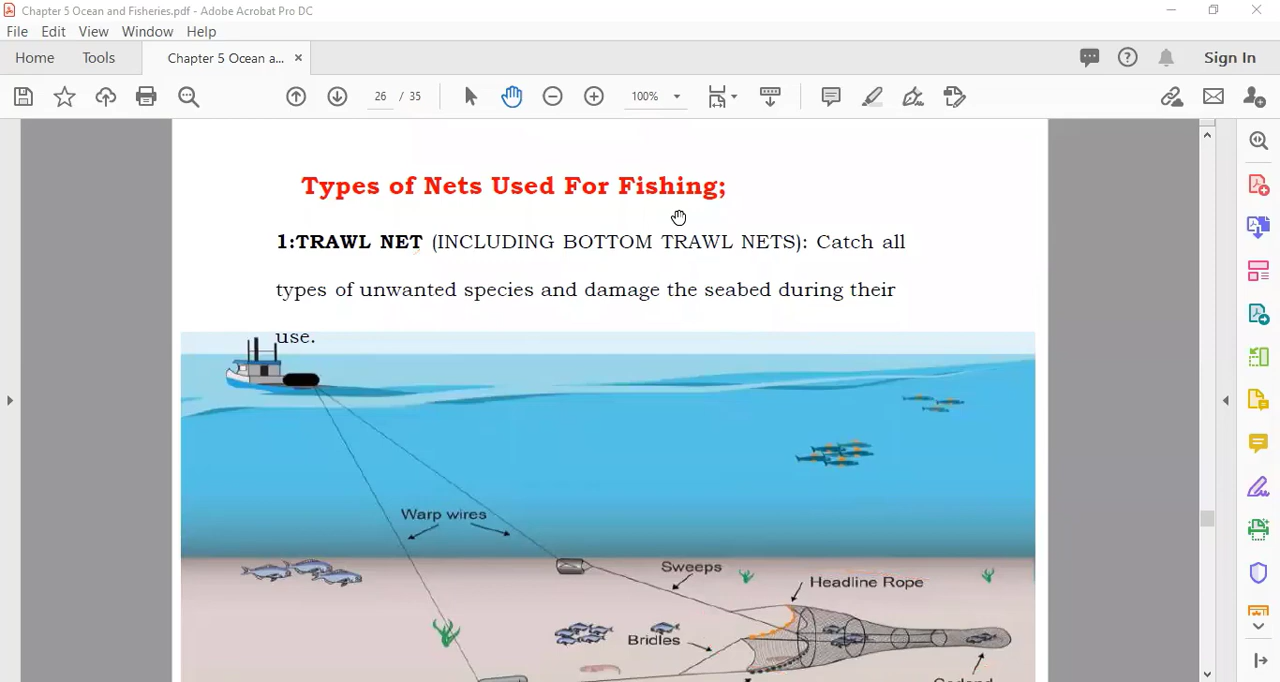 Chapter 5 Ocean and Fisheries.pdf - Adobe Acrobat Pro DC
File Edit View Window Help
Home Tools Chapter 5 Ocean a... × Sign In
26 / 35 100%
Types of Nets Used For Fishing;
1:TRAWL NET (INCLUDING BOTTOM TRAWL NETS): Catch all
types of unwanted species and damage the seabed during their
use.
Warp wires
Sweeps
Headline Rope
Bridles